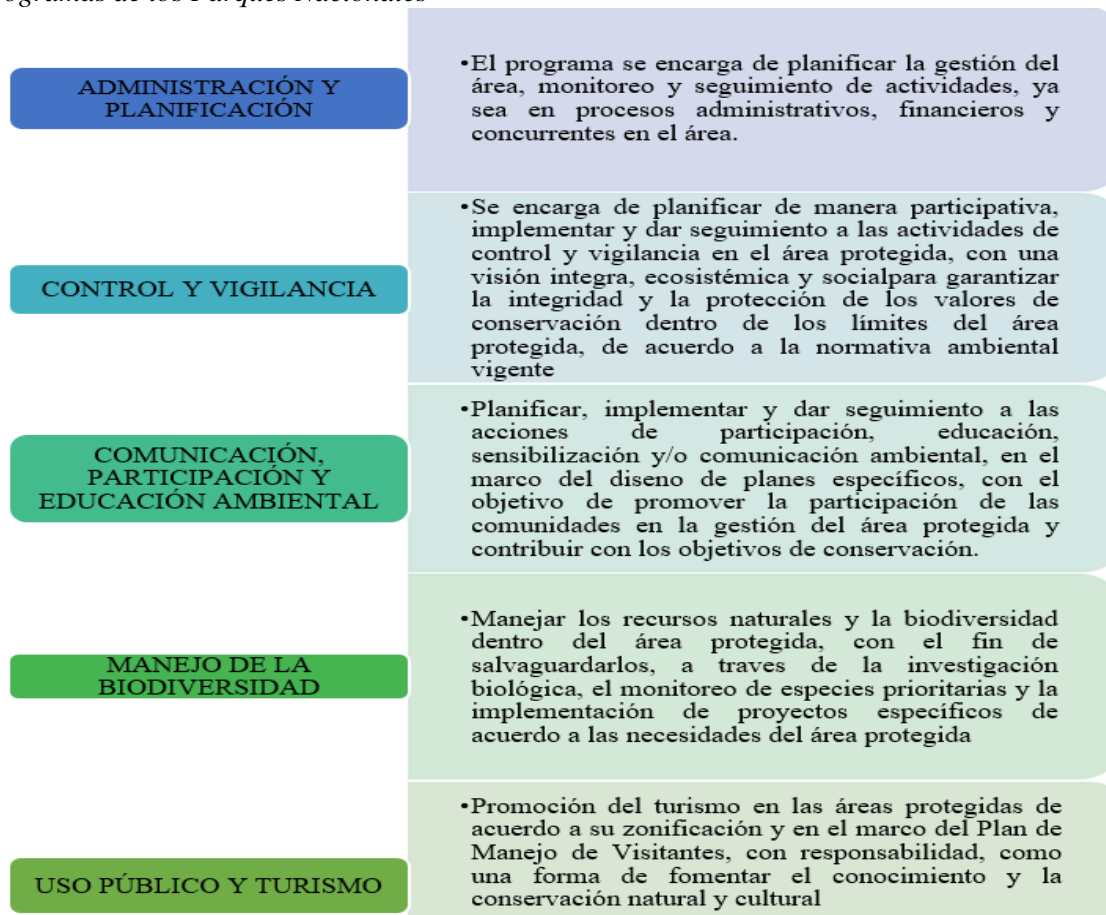 ogramas de los Parques Nacionales
ADMINISTRACIÓN Y
PLANIFICACIÓN
•El programa se encarga de planificar la gestión del
área, monitoreo y seguimiento de actividades, ya
sea en procesos administrativos, financieros y
concurrentes en el área.
CONTROL Y VIGILANCIA
•Se encarga de planificar de manera participativa,
implementar y dar seguimiento a las actividades de
control y vigilancia en el área protegida, con una
visión integra, ecosistémica y socialpara garantizar
la integridad y la protección de los valores de
conservación dentro de los límites del área
protegida, de acuerdo a la normativa ambiental
vigente
COMUNICACIÓN,
PARTICIPACIÓN Y
EDUCACIÓN AMBIENTAL
•Planificar, implementar y dar seguimiento a las
acciones de participación, educación,
sensibilización y/o comunicación ambiental, en el
marco del diseno de planes específicos, con el
objetivo de promover la participación de las
comunidades en la gestión del área protegida y
contribuir con los objetivos de conservación.
MANEJO DE LA
BIODIVERSIDAD
•Manejar los recursos naturales y la biodiversidad
dentro del área protegida, con el fin de
salvaguardarlos, a traves de la investigación
biológica, el monitoreo de especies prioritarias y la
implementación de proyectos específicos de
acuerdo a las necesidades del área protegida
USO PÚBLICO Y TURISMO
•Promoción del turismo en las áreas protegidas de
acuerdo a su zonificación y en el marco del Plan de
Manejo de Visitantes, con responsabilidad, como
una forma de fomentar el conocimiento y la
conservación natural y cultural